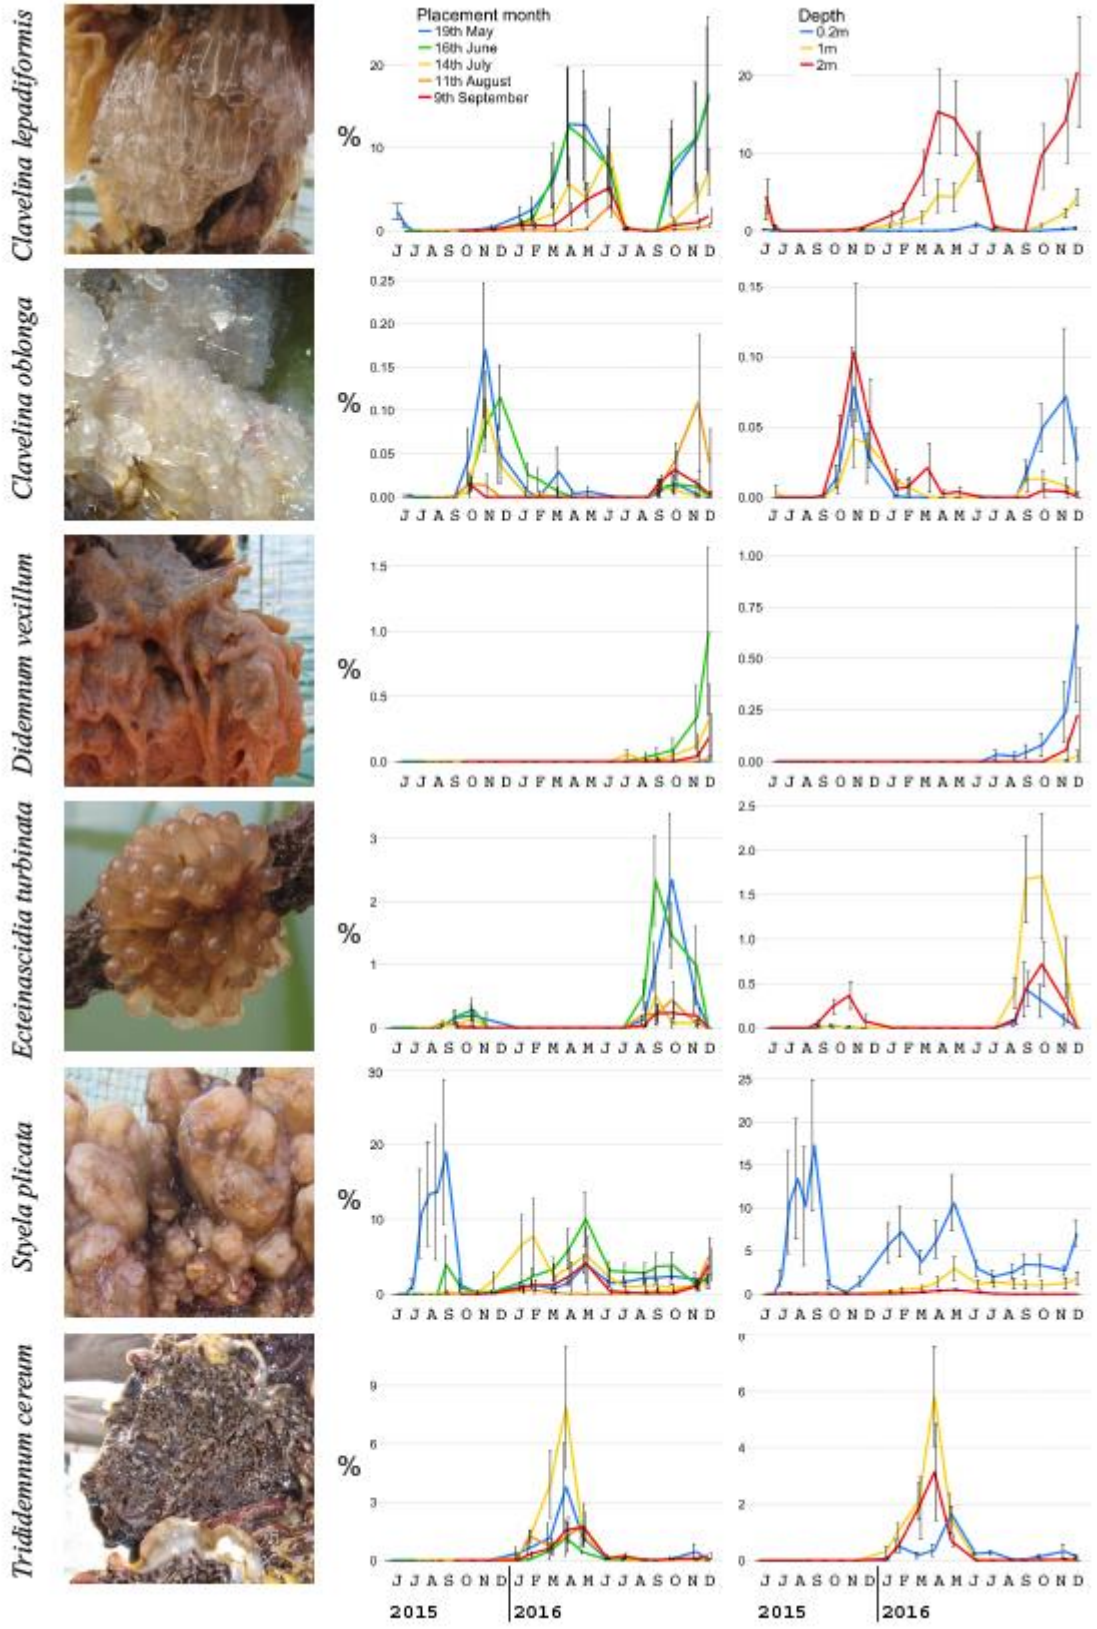 Placement month
19th May
16th June
14th July
11th August
9th September
Depth
0.2m
1m
2m
Clavelina lepadiformis
%
20
10
0
J J A S O N D J F M A M J J A S O N D
20
10
0
J J A S O N D J F M A M J J A S O N D
Clavelina oblonga
%
0.25
0.20
0.15
0.10
0.05
0.00
J J A S O N D J F M A M J J A S O N D
0.15
0.10
0.05
0.00
J J A S O N D J F M A M J J A S O N D
Didemnum vexillum
%
1.5
1.0
0.5
0.0
J J A S O N D J F M A M J J A S O N D
1.00
0.75
0.50
0.25
0.00
J J A S O N D J F M A M J J A S O N D
Ecteinascidia turbinata
%
3
2
1
0
J J A S O N D J F M A M J J A S O N D
2.5
2.0
1.5
1.0
0.5
0.0
J J A S O N D J F M A M J J A S O N D
Styela plicata
%
30
20
10
0
J J A S O N D J F M A M J J A S O N D
25
20
15
10
5
0
J J A S O N D J F M A M J J A S O N D
Trididemnum cereum
%
9
6
3
0
J J A S O N D J F M A M J J A S O N D
2015 2016
8
6
4
2
0
J J A S O N D J F M A M J J A S O N D
2015 2016